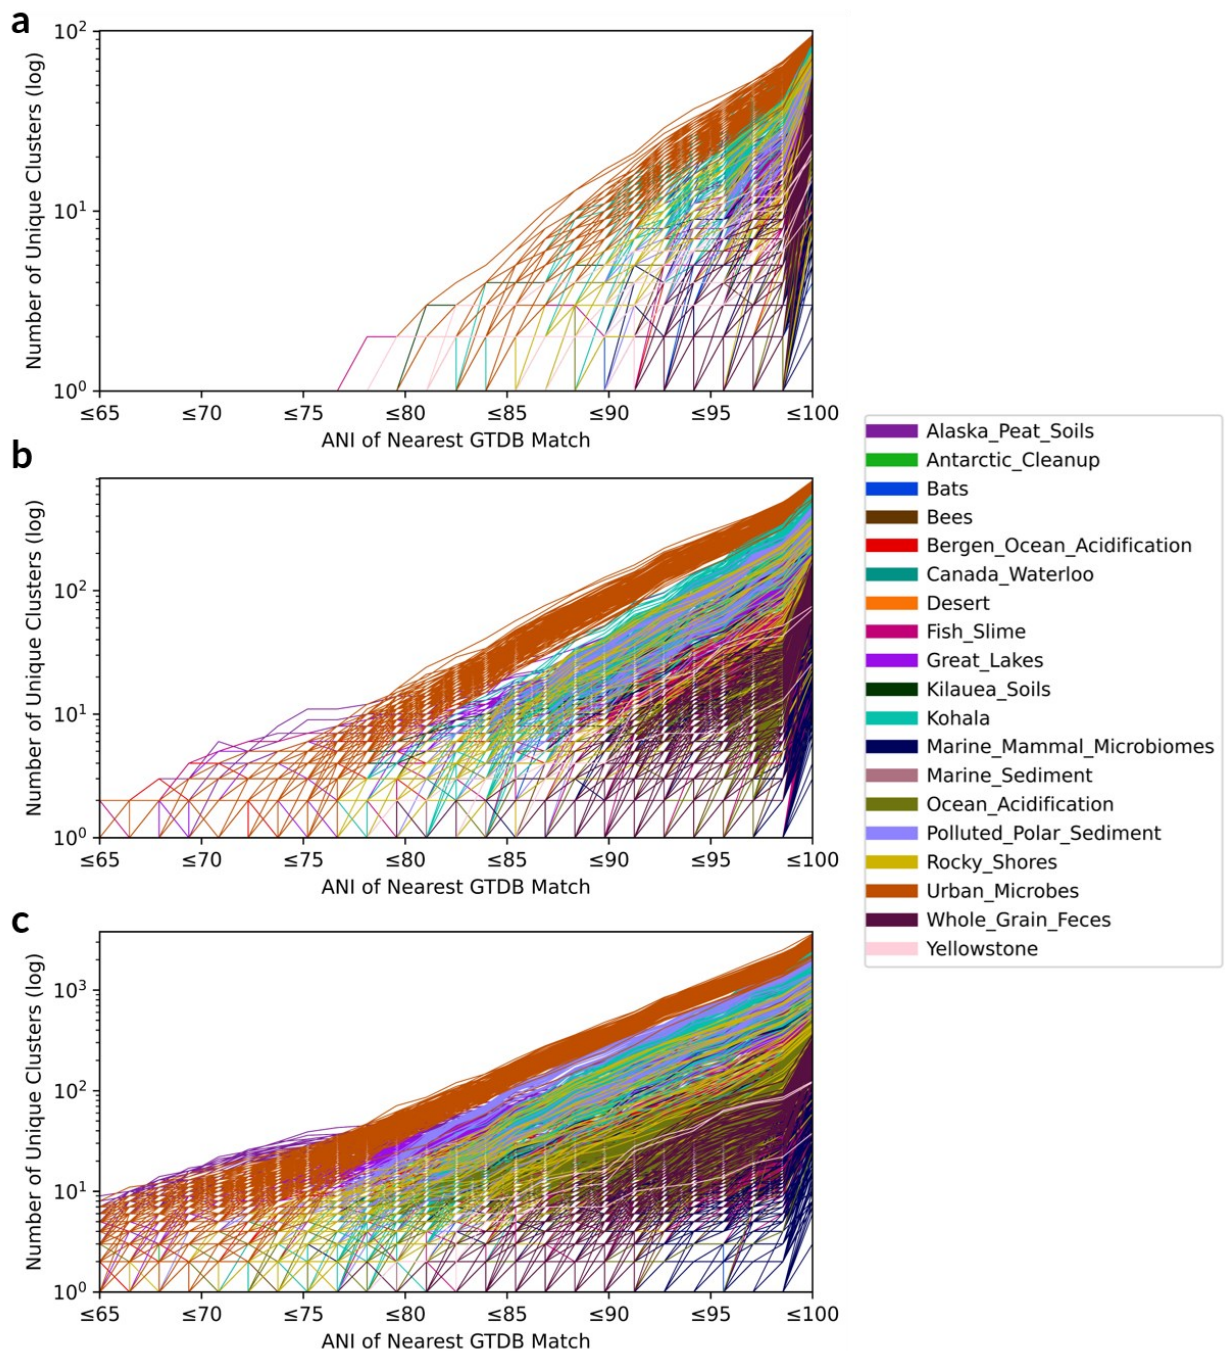 a
Number of Unique Clusters (log)
10²
10¹
10⁰
≤65 ≤70 ≤75 ≤80 ≤85 ≤90 ≤95 ≤100
ANI of Nearest GTDB Match
b
Number of Unique Clusters (log)
10²
10¹
10⁰
≤65 ≤70 ≤75 ≤80 ≤85 ≤90 ≤95 ≤100
ANI of Nearest GTDB Match
c
Number of Unique Clusters (log)
10³
10²
10¹
10⁰
≤65 ≤70 ≤75 ≤80 ≤85 ≤90 ≤95 ≤100
ANI of Nearest GTDB Match
Alaska_Peat_Soils
Antarctic_Cleanup
Bats
Bees
Bergen_Ocean_Acidification
Canada_Waterloo
Desert
Fish_Slime
Great_Lakes
Kilauea_Soils
Kohala
Marine_Mammal_Microbiomes
Marine_Sediment
Ocean_Acidification
Polluted_Polar_Sediment
Rocky_Shores
Urban_Microbes
Whole_Grain_Feces
Yellowstone